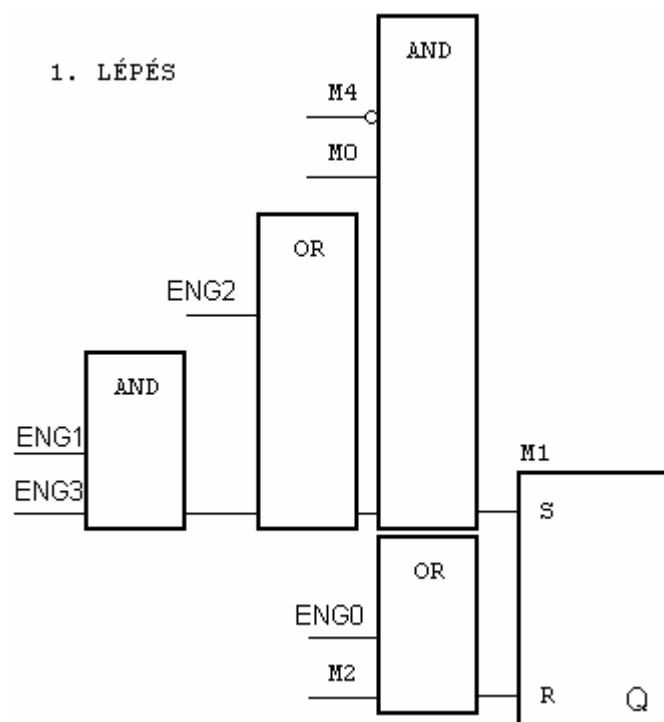 AND
1. LÉPÉS
M4
M0
OR
ENG2
AND
ENG1
M1
ENG3
S
OR
ENG0
M2
R
Q